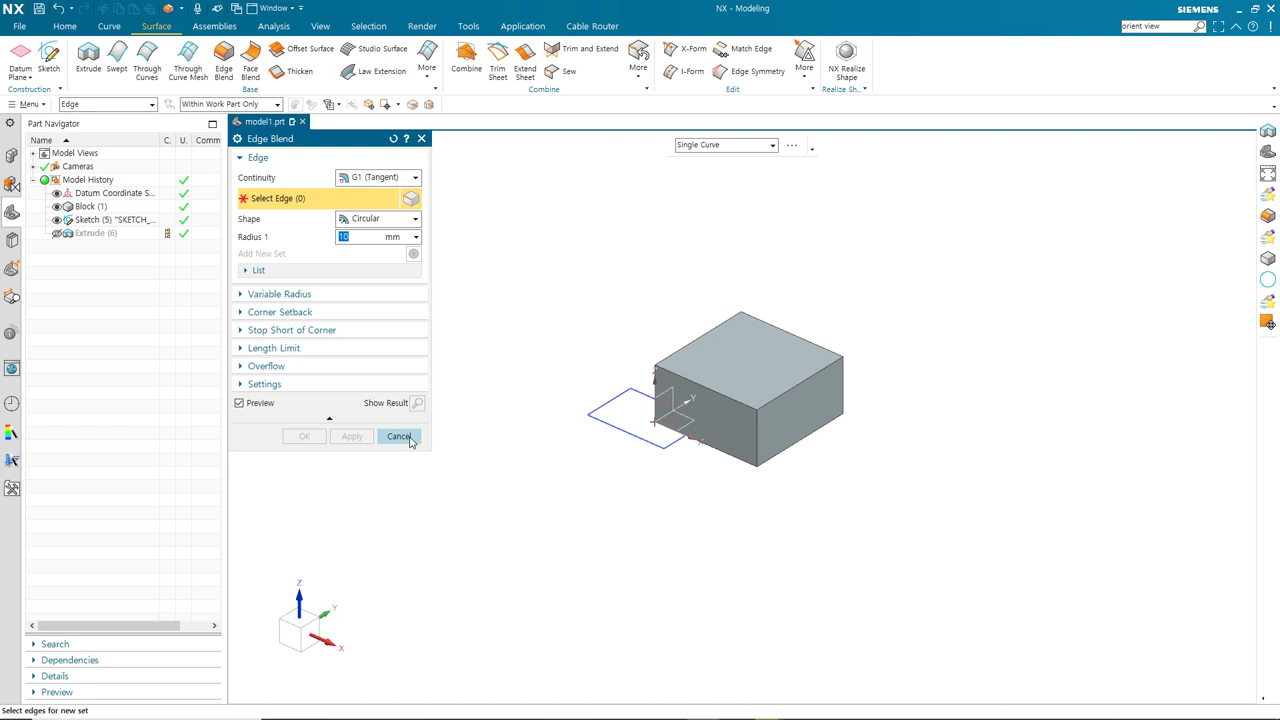 NX
Window
NX - Modeling
SIEMENS
File
Home
Curve
Surface
Assemblies
Analysis
View
Selection
Render
Tools
Application
Cable Router
orient view
Datum Plane
Sketch
Construction
Extrude
Swept
Through Curves
Through Curve Mesh
Edge Blend
Face Blend
Offset Surface
Thicken
Studio Surface
Law Extension
More
Base
Combine
Trim Sheet
Extend Sheet
Trim and Extend
Sew
More
Combine
X-Form
I-Form
Match Edge
Edge Symmetry
More
Edit
NX Realize Shape
Realize Sh...
Menu
Edge
Within Work Part Only
Part Navigator
Name
C.
U.
Comm
Model Views
Cameras
Model History
Datum Coordinate S...
Block (1)
Sketch (5) "SKETCH_...
Extrude (6)
Search
Dependencies
Details
Preview
model1.prt
Edge Blend
Edge
Continuity
G1 (Tangent)
Select Edge (0)
Shape
Circular
Radius 1
10
mm
Add New Set
List
Variable Radius
Corner Setback
Stop Short of Corner
Length Limit
Overflow
Settings
Preview
Show Result
OK
Apply
Cancel
Single Curve
Y
Z
Y
X
Select edges for new set